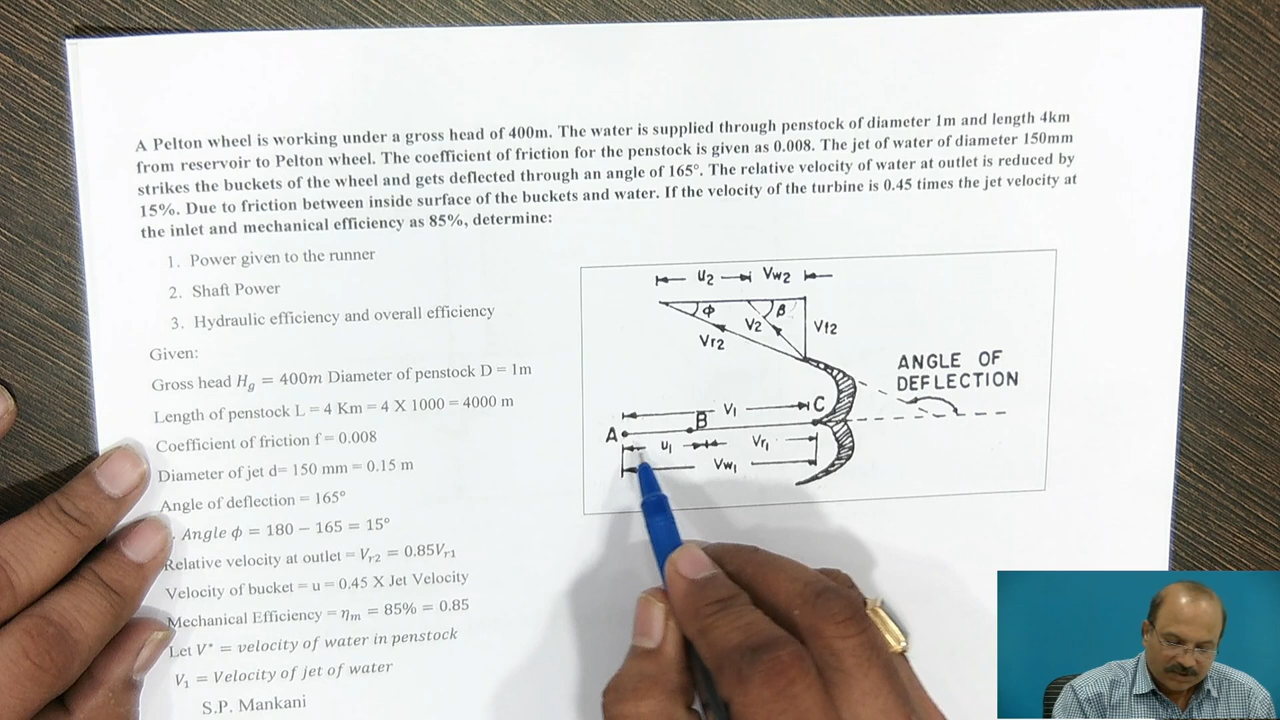 A Pelton wheel is working under a gross head of 400m. The water is supplied through penstock of diameter 1m and length 4km
from reservoir to Pelton wheel. The coefficient of friction for the penstock is given as 0.008. The jet of water of diameter 150mm
strikes the buckets of the wheel and gets deflected through an angle of 165°. The relative velocity of water at outlet is reduced by
15%. Due to friction between inside surface of the buckets and water. If the velocity of the turbine is 0.45 times the jet velocity at
the inlet and mechanical efficiency as 85%, determine:
1. Power given to the runner
2. Shaft Power
3. Hydraulic efficiency and overall efficiency
Given:
Gross head H_g = 400m Diameter of penstock D = 1m
Length of penstock L = 4 Km = 4 X 1000 = 4000 m
Coefficient of friction f = 0.008
Diameter of jet d= 150 mm = 0.15 m
Angle of deflection = 165°
Angle ϕ = 180 − 165 = 15°
Relative velocity at outlet = V_r2 = 0.85V_r1
Velocity of bucket = u = 0.45 X Jet Velocity
Mechanical Efficiency = η_m = 85% = 0.85
Let V* = velocity of water in penstock
V_1 = Velocity of jet of water
S.P. Mankani
u2 Vw2
ϕ β
V2 Vf2
Vr2
ANGLE OF
DEFLECTION
V1 C
A B
u1 Vr1
Vw1